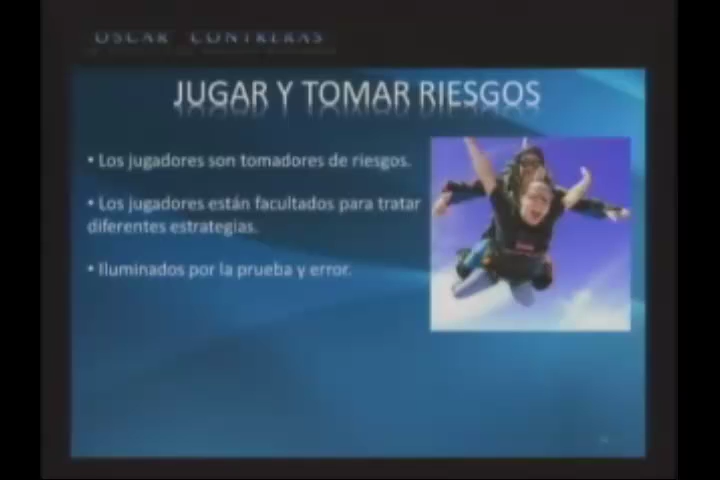 OSCAR CONTRERAS
JUGAR Y TOMAR RIESGOS
• Los jugadores son tomadores de riesgos.
• Los jugadores están facultados para tratar
diferentes estrategias.
• Iluminados por la prueba y error.